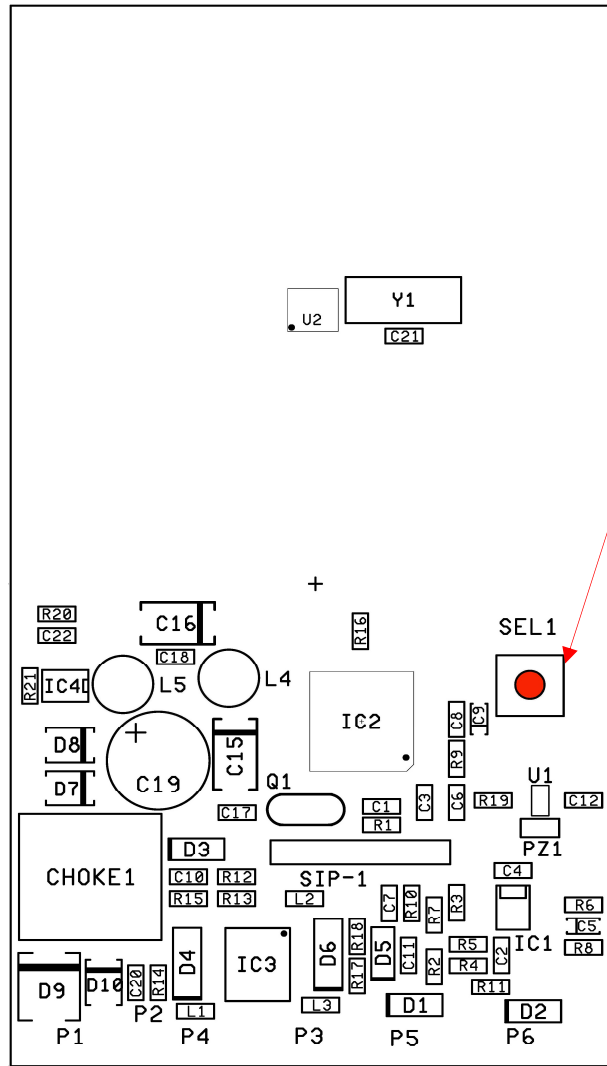 Y1
U2
C21
R20
C16
SEL1
C22
R16
C18
R21
IC4
L5
L4
C8
C9
IC2
D8
C15
R9
C19
D7
Q1
U1
C17
C1
C3
C6
R19
C12
R1
PZ1
D3
CHOKE1
C10
R12
SIP-1
C4
R15
R13
L2
C7
R10
R3
R6
R7
C5
IC1
R18
D6
D5
R5
R8
D4
IC3
C11
C2
R4
R2
D9
D10
C20
R14
R17
R11
L1
L3
D1
D2
P1
P2
P4
P3
P5
P6